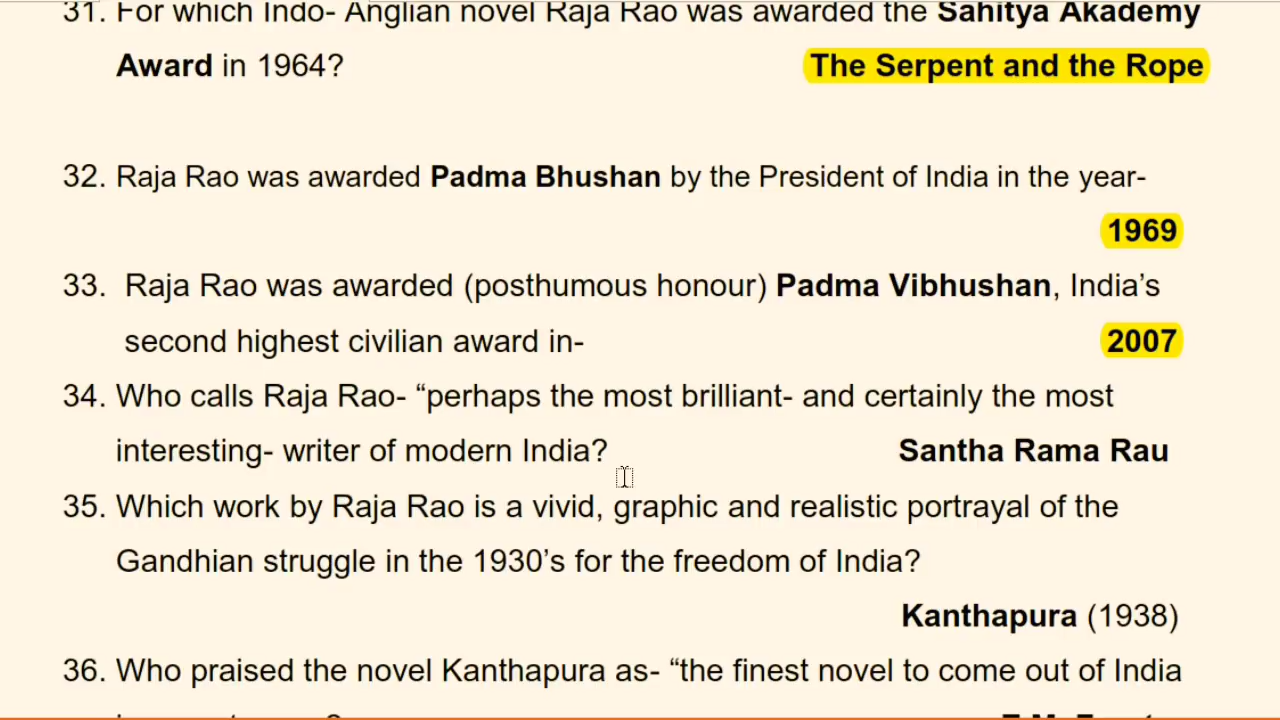 31. For which Indo- Anglian novel Raja Rao was awarded the Sahitya Akademy
Award in 1964? The Serpent and the Rope
32. Raja Rao was awarded Padma Bhushan by the President of India in the year-
1969
33. Raja Rao was awarded (posthumous honour) Padma Vibhushan, India’s
second highest civilian award in- 2007
34. Who calls Raja Rao- “perhaps the most brilliant- and certainly the most
interesting- writer of modern India? Santha Rama Rau
35. Which work by Raja Rao is a vivid, graphic and realistic portrayal of the
Gandhian struggle in the 1930’s for the freedom of India?
Kanthapura (1938)
36. Who praised the novel Kanthapura as- “the finest novel to come out of India